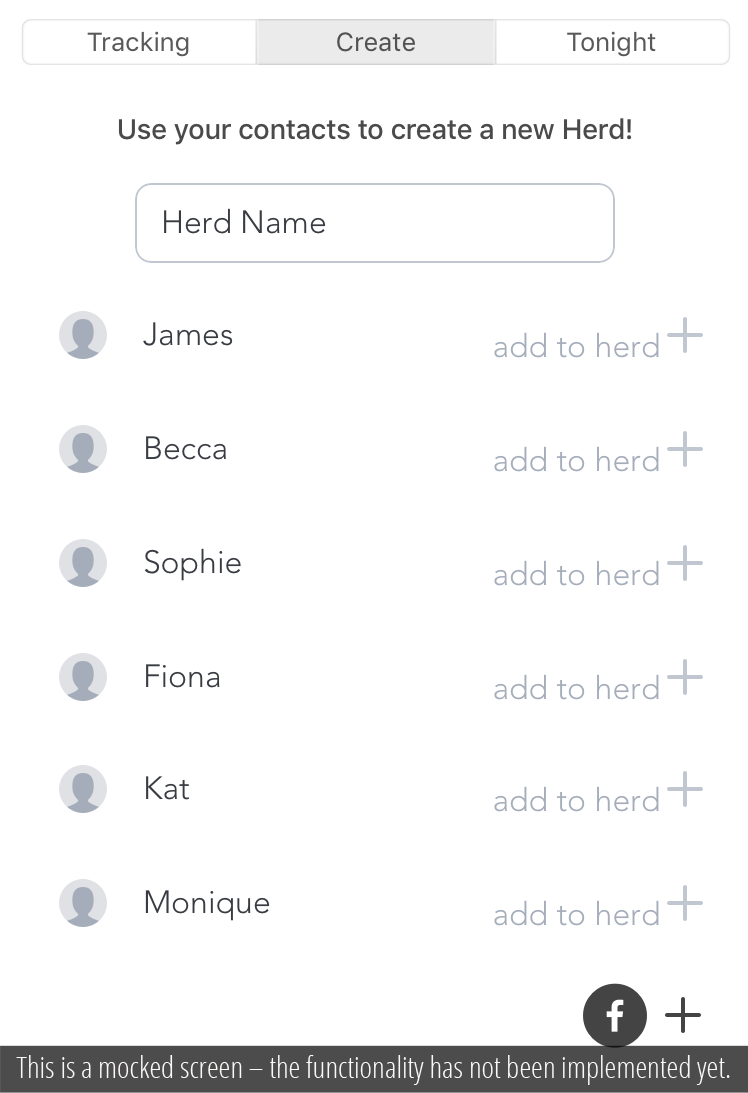 Tracking Create Tonight
Use your contacts to create a new Herd!
Herd Name
James add to herd
Becca add to herd
Sophie add to herd
Fiona add to herd
Kat add to herd
Monique add to herd
f
This is a mocked screen – the functionality has not been implemented yet.